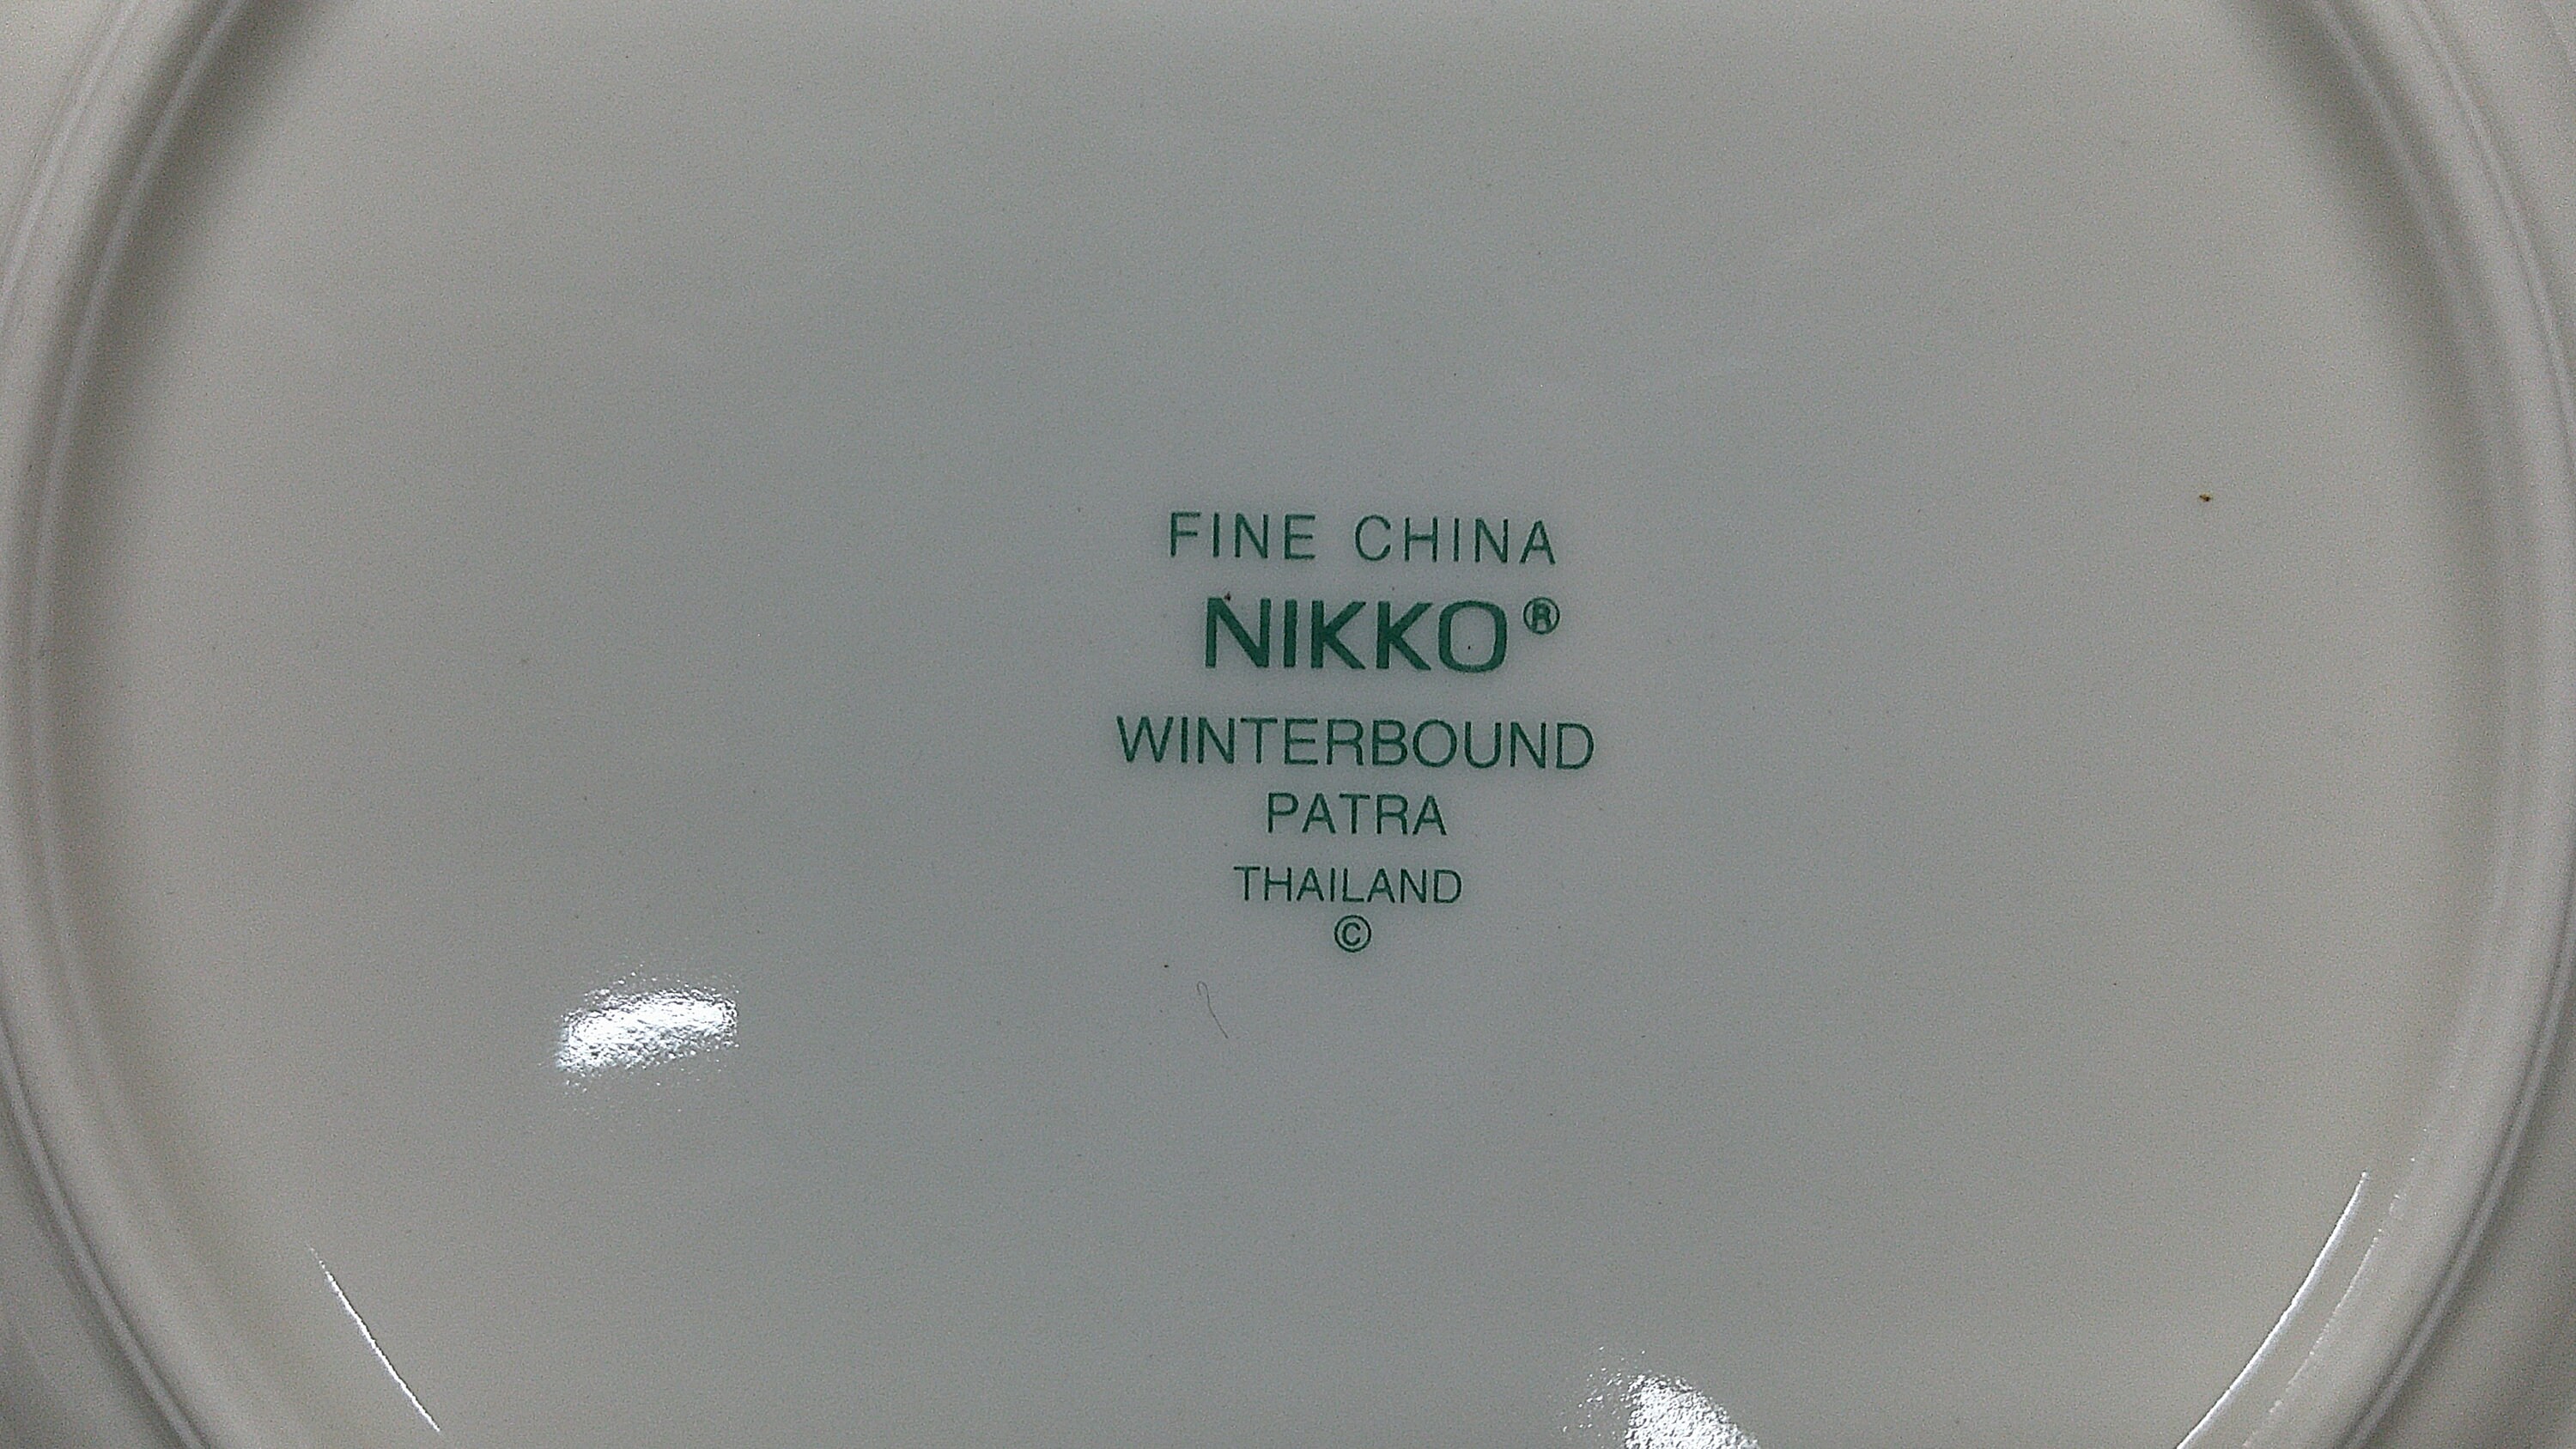 FINE CHINA
NIKKO®
WINTERBOUND
PATRA
THAILAND
©